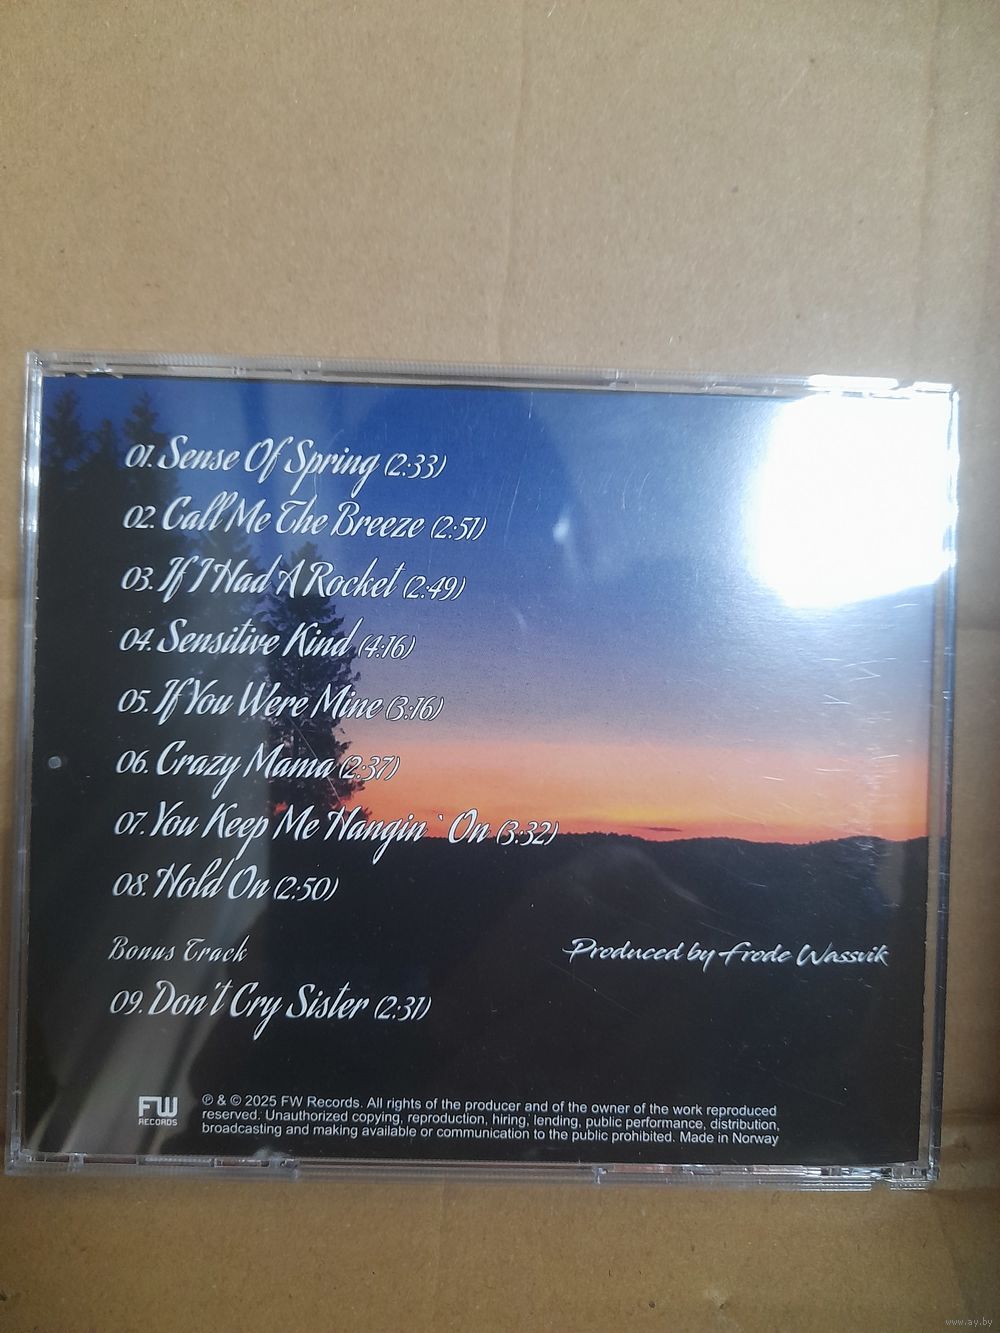 01. Sense Of Spring (2:33)
02. Call Me The Breeze (2:51)
03. If I Had A Rocket (2:49)
04. Sensitive Kind (4:16)
05. If You Were Mine (3:16)
06. Crazy Mama (2:37)
07. You Keep Me Hangin` On (3:32)
08. Hold On (2:50)
Bonus Track
Produced by Frode Wassvik
09. Don't Cry Sister (2:31)
FW
RECORDS
℗ & © 2025 FW Records. All rights of the producer and of the owner of the work reproduced
reserved. Unauthorized copying, reproduction, hiring, lending, public performance, distribution,
broadcasting and making available or communication to the public prohibited. Made in Norway
www.ay.by